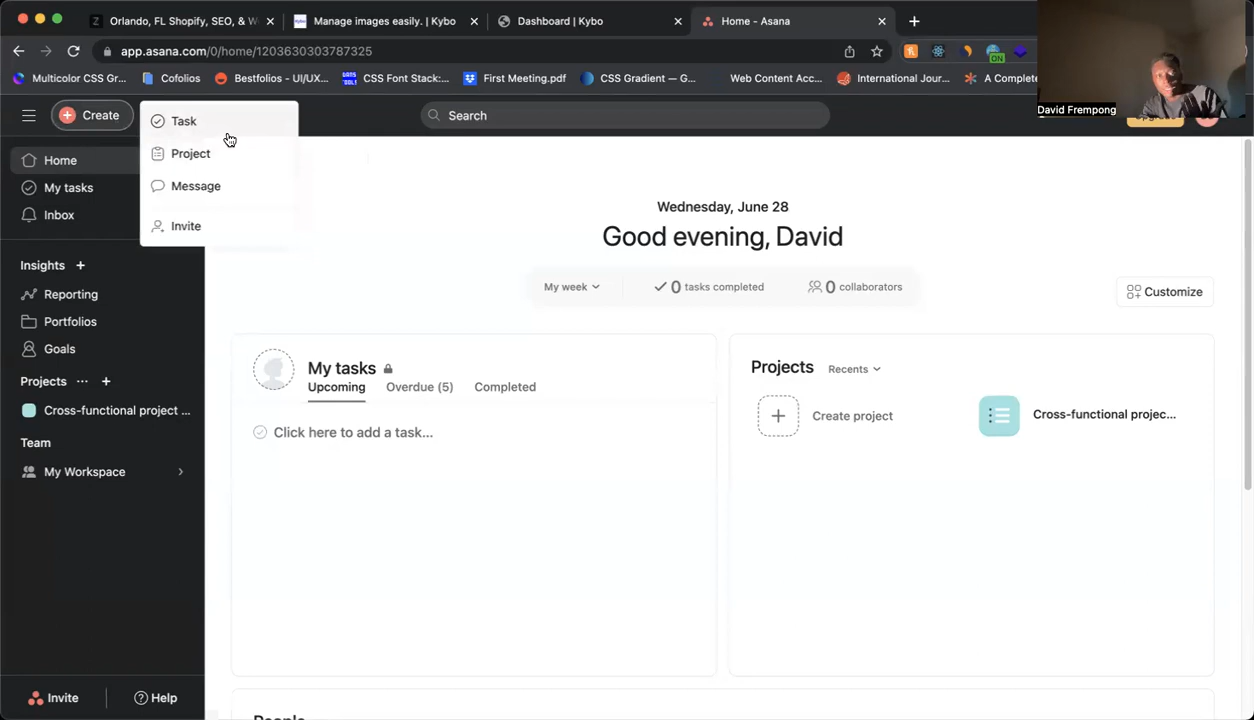 Orlando, FL Shopify, SEO, & W
Manage images easily. | Kybo
Dashboard | Kybo
Home - Asana
app.asana.com/0/home/1203630303787325
ON
Multicolor CSS Gr...
Cofolios
Bestfolios - UI/UX...
CSS Font Stack:...
First Meeting.pdf
CSS Gradient — G...
Web Content Acc...
International Jour...
A Complete
David Frempong
Create
Search
Task
Project
Message
Invite
Home
My tasks
Inbox
Insights
Reporting
Portfolios
Goals
Projects
Cross-functional project ...
Team
My Workspace
Invite
Help
Wednesday, June 28
Good evening, David
My week
0 tasks completed
0 collaborators
Customize
My tasks
Upcoming
Overdue (5)
Completed
Click here to add a task...
Projects
Recents
Create project
Cross-functional projec...